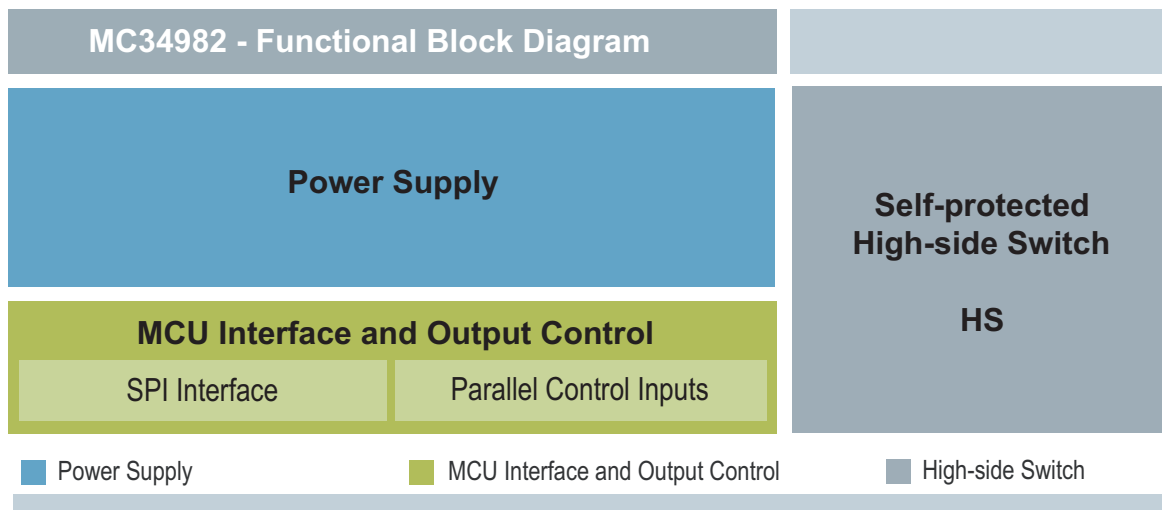 MC34982 - Functional Block Diagram
Power Supply
Self-protected
High-side Switch
HS
MCU Interface and Output Control
SPI Interface
Parallel Control Inputs
Power Supply
MCU Interface and Output Control
High-side Switch